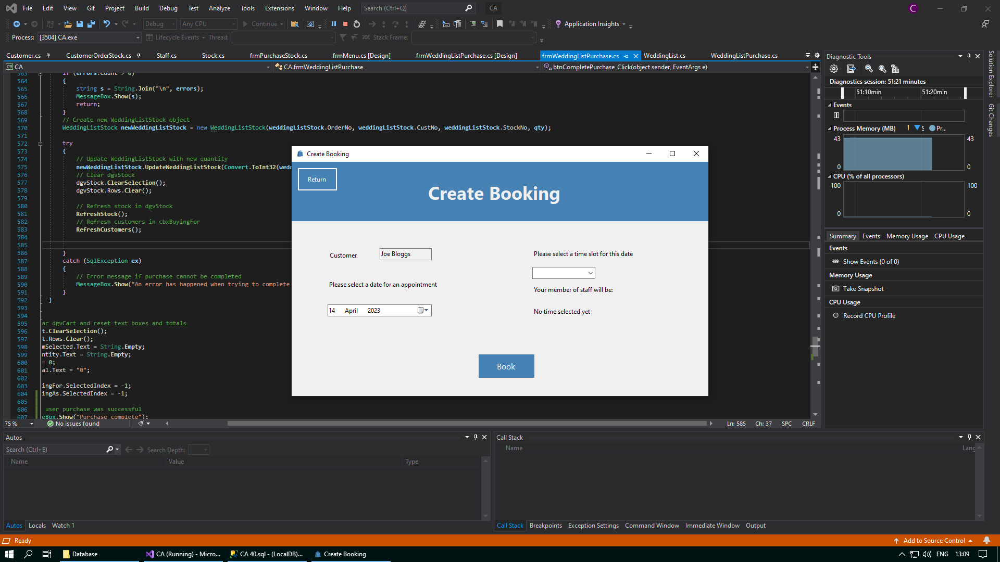 File Edit View Git Project Build Debug Test Analyze Tools Extensions Window Help Search (Ctrl+Q) CA C
Debug Any CPU Continue Application Insights
Process: [3504] CA.exe Lifecycle Events Thread: Stack Frame:
Customer.cs CustomerOrderStock.cs Staff.cs Stock.cs frmPurchaseStock.cs frmMenu.cs [Design] frmWeddingListPurchase.cs [Design] frmWeddingListPurchase.cs WeddingList.cs WeddingListPurchase.cs
CA CA.frmWeddingListPurchase btnCompletePurchase_Click(object sender, EventArgs e)
563 if (errors.Count > 0)
564 {
565 string s = String.Join("\n", errors);
566 MessageBox.Show(s);
567 return;
568 }
569 // Create new WeddingListStock object
570 WeddingListStock newWeddingListStock = new WeddingListStock(weddingListStock.OrderNo, weddingListStock.CustNo, weddingListStock.StockNo, qty);
571
572 try
573 {
574 // Update WeddingListStock with new quantity
575 newWeddingListStock.UpdateWeddingListStock(Convert.ToInt32(wedd
576 // Clear dgvStock
577 dgvStock.ClearSelection();
578 dgvStock.Rows.Clear();
579
580 // Refresh stock in dgvStock
581 RefreshStock();
582 // Refresh customers in cbxBuyingFor
583 RefreshCustomers();
584
585
586 }
587 catch (SqlException ex)
588 {
589 // Error message if purchase cannot be completed
590 MessageBox.Show("An error has happened when trying to complete
591 }
592 }
593
594
595 ar dgvCart and reset text boxes and totals
596 t.ClearSelection();
597 t.Rows.Clear();
598 mSelected.Text = String.Empty;
599 ntity.Text = String.Empty;
600 = 0;
601 al.Text = "0";
602
603 ingFor.SelectedIndex = -1;
604 ingAs.SelectedIndex = -1;
605
606 user purchase was successful
607 eBox.Show("Purchase complete");
75 % No issues found Ln: 585 Ch: 37 SPC CRLF
Create Booking
Return
Create Booking
Customer Joe Bloggs
Please select a date for an appointment
14 April 2023
Please select a time slot for this date
Your member of staff will be:
No time selected yet
Book
Diagnostic Tools
Diagnostics session: 51:21 minutes
51:10min 51:20min
Events
Process Memory (MB) S Pr...
43 43
0 0
CPU (% of all processors)
100 100
0 0
Summary Events Memory Usage CPU Usage
Events
Show Events (0 of 0)
Memory Usage
Take Snapshot
CPU Usage
Record CPU Profile
Solution Explorer
Git Changes
Autos
Search (Ctrl+E) Search Depth:
Name Value Type
Autos Locals Watch 1
Call Stack
Name Lang
Call Stack Breakpoints Exception Settings Command Window Immediate Window Output
Ready Add to Source Control
Database CA (Running) - Micro... CA 40.sql - (LocalDB)... Create Booking ENG 13:09